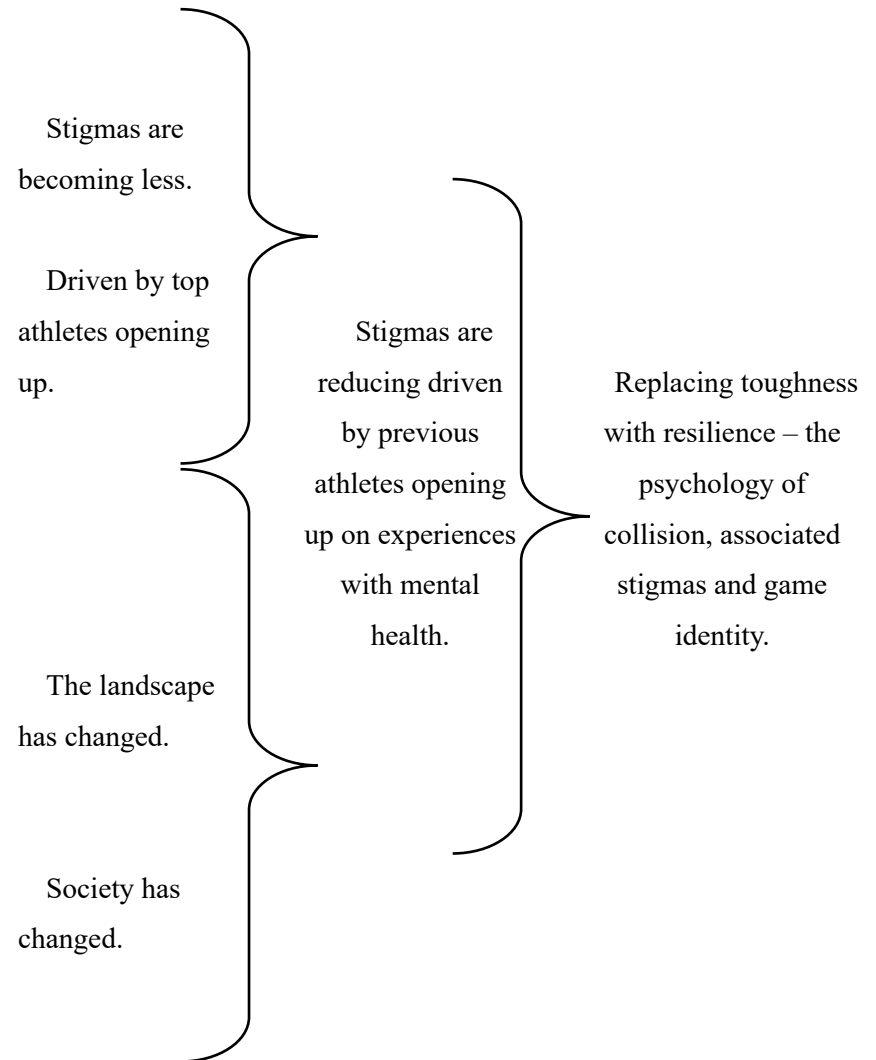 Stigmas are
becoming less.
Driven by top
athletes opening
up.
The landscape
has changed.
Society has
changed.
Stigmas are
reducing driven
by previous
athletes opening
up on experiences
with mental
health.
Replacing toughness
with resilience – the
psychology of
collision, associated
stigmas and game
identity.